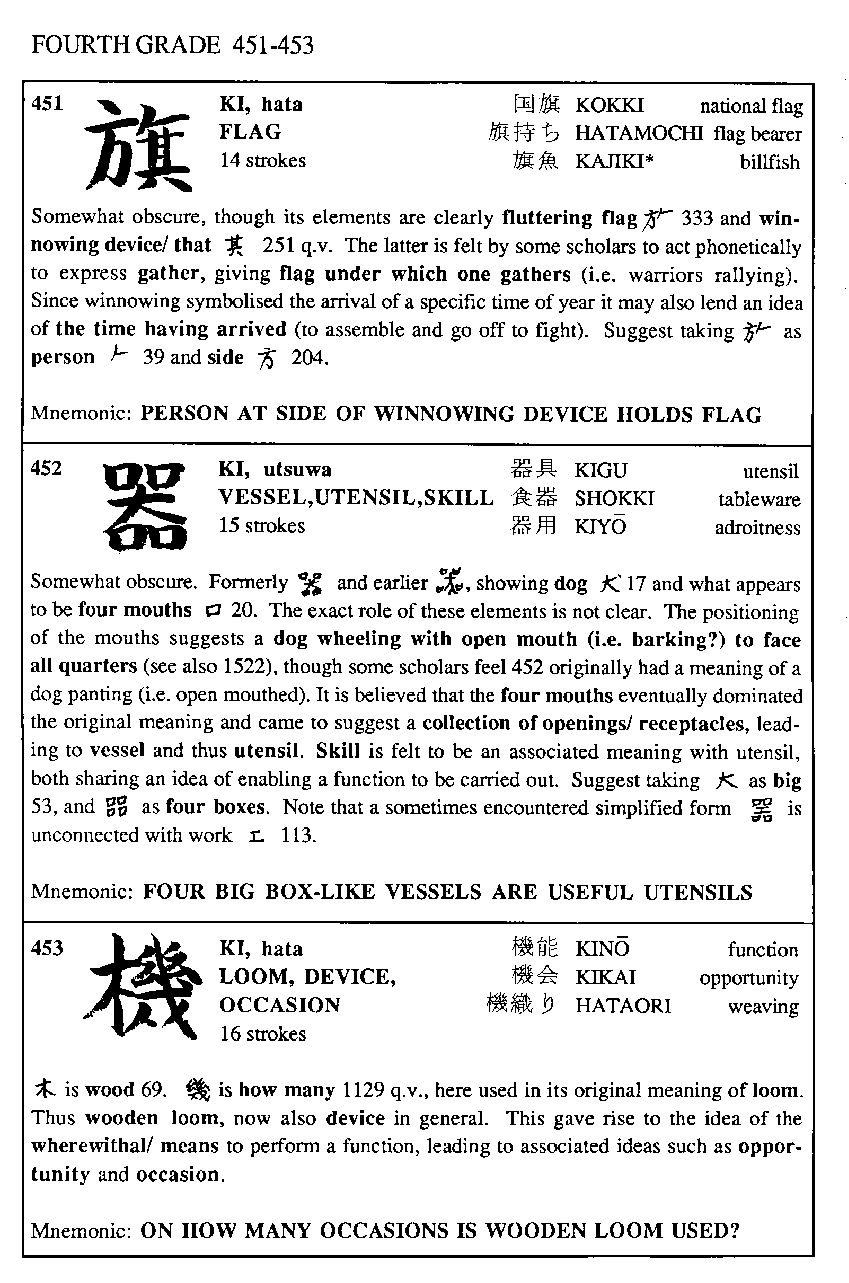 FOURTH GRADE 451-453
451 旗 KI, hata 国旗 KOKKI national flag
FLAG 旗持ち HATAMOCHI flag bearer
14 strokes 旗魚 KAJIKI* billfish
Somewhat obscure, though its elements are clearly fluttering flag 𭤨 333 and win-
nowing device/ that 其 251 q.v. The latter is felt by some scholars to act phonetically
to express gather, giving flag under which one gathers (i.e. warriors rallying).
Since winnowing symbolised the arrival of a specific time of year it may also lend an idea
of the time having arrived (to assemble and go off to fight). Suggest taking as
person 𠂉 39 and side 方 204.
Mnemonic: PERSON AT SIDE OF WINNOWING DEVICE HOLDS FLAG
452 器 KI, utsuwa 器具 KIGU utensil
VESSEL,UTENSIL,SKILL 食器 SHOKKI tableware
15 strokes 器用 KIYŌ adroitness
Somewhat obscure. Formerly and earlier , showing dog 犬 17 and what appears
to be four mouths 口 20. The exact role of these elements is not clear. The positioning
of the mouths suggests a dog wheeling with open mouth (i.e. barking?) to face
all quarters (see also 1522), though some scholars feel 452 originally had a meaning of a
dog panting (i.e. open mouthed). It is believed that the four mouths eventually dominated
the original meaning and came to suggest a collection of openings/ receptacles, lead-
ing to vessel and thus utensil. Skill is felt to be an associated meaning with utensil,
both sharing an idea of enabling a function to be carried out. Suggest taking 大 as big
53, and 㗊 as four boxes. Note that a sometimes encountered simplified form 噐 is
unconnected with work 工 113.
Mnemonic: FOUR BIG BOX-LIKE VESSELS ARE USEFUL UTENSILS
453 機 KI, hata 機能 KINŌ function
LOOM, DEVICE, 機会 KIKAI opportunity
OCCASION 機織り HATAORI weaving
16 strokes
木 is wood 69. 幾 is how many 1129 q.v., here used in its original meaning of loom.
Thus wooden loom, now also device in general. This gave rise to the idea of the
wherewithal/ means to perform a function, leading to associated ideas such as oppor-
tunity and occasion.
Mnemonic: ON HOW MANY OCCASIONS IS WOODEN LOOM USED?